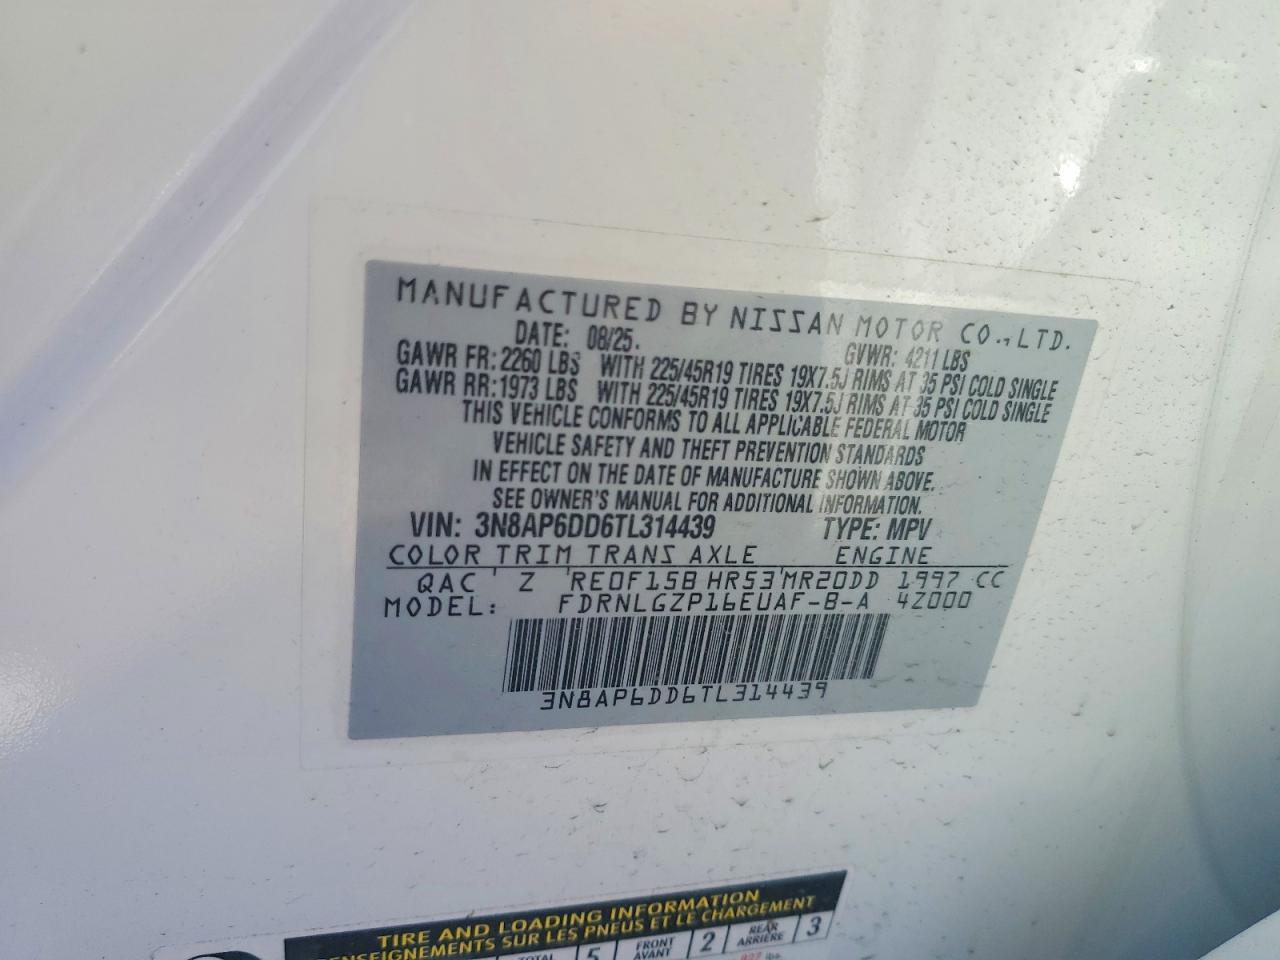 MANUFACTURED BY NISSAN MOTOR CO.,LTD.
DATE: 08/25. GVWR: 4211 LBS
GAWR FR: 2260 LBS WITH 225/45R19 TIRES 19X7.5J RIMS AT 35 PSI COLD SINGLE
GAWR RR: 1973 LBS WITH 225/45R19 TIRES 19X7.5J RIMS AT 35 PSI COLD SINGLE
THIS VEHICLE CONFORMS TO ALL APPLICABLE FEDERAL MOTOR
VEHICLE SAFETY AND THEFT PREVENTION STANDARDS
IN EFFECT ON THE DATE OF MANUFACTURE SHOWN ABOVE.
SEE OWNER'S MANUAL FOR ADDITIONAL INFORMATION.
VIN: 3N8AP6DD6TL314439 TYPE: MPV
COLOR TRIM TRANS AXLE ENGINE
QAC Z RE0F15B HR53 MR20DD 1997 CC
MODEL: FDRNLGZP16EUAF-B-A 4Z000
3N8AP6DD6TL314439
TIRE AND LOADING INFORMATION
RENSEIGNEMENTS SUR LES PNEUS ET LE CHARGEMENT
TOTAL 5 FRONT AVANT 2 REAR ARRIÈRE 3